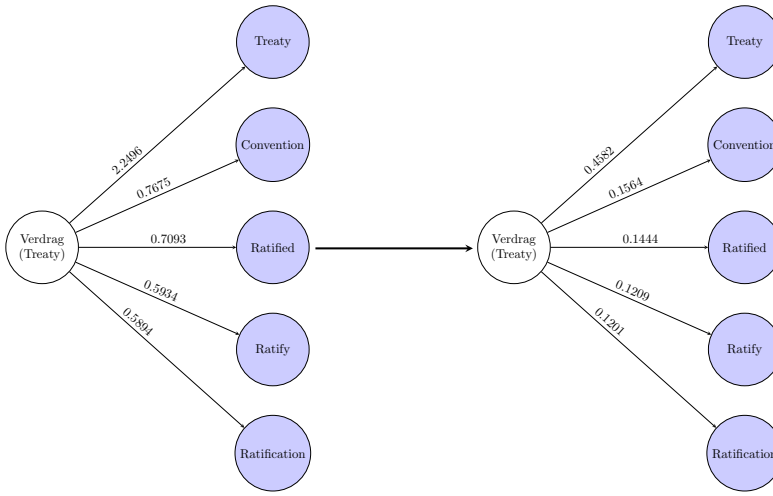 Treaty
2.2496
Convention
0.7675
Verdrag
(Treaty)
0.7093
Ratified
0.5934
Ratify
0.5894
Ratification
Treaty
0.4582
Convention
0.1564
Verdrag
(Treaty)
0.1444
Ratified
0.1209
Ratify
0.1201
Ratification